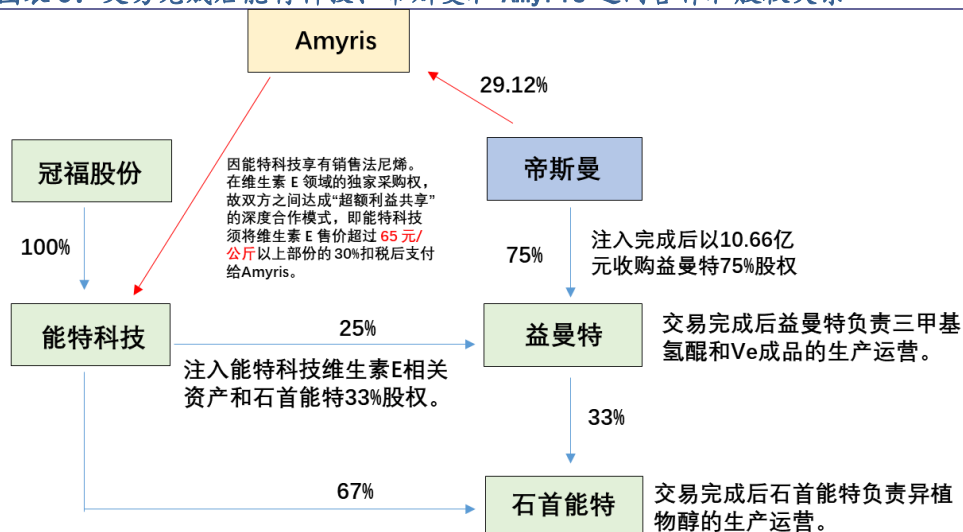 Amyris
29.12%
冠福股份
因能特科技享有销售法尼烯。
在维生素 E 领域的独家采购权，
故双方之间达成“超额利益共享”
的深度合作模式，即能特科技
须将维生素 E 售价超过 65 元/
公斤以上部份的 30%扣税后支付
给Amyris。
帝斯曼
100%
75%
注入完成后以10.66亿
元收购益曼特75%股权
能特科技
25%
注入能特科技维生素E相关
资产和石首能特33%股权。
益曼特
交易完成后益曼特负责三甲基
氢醌和Ve成品的生产运营。
33%
67%
石首能特
交易完成后石首能特负责异植
物醇的生产运营。